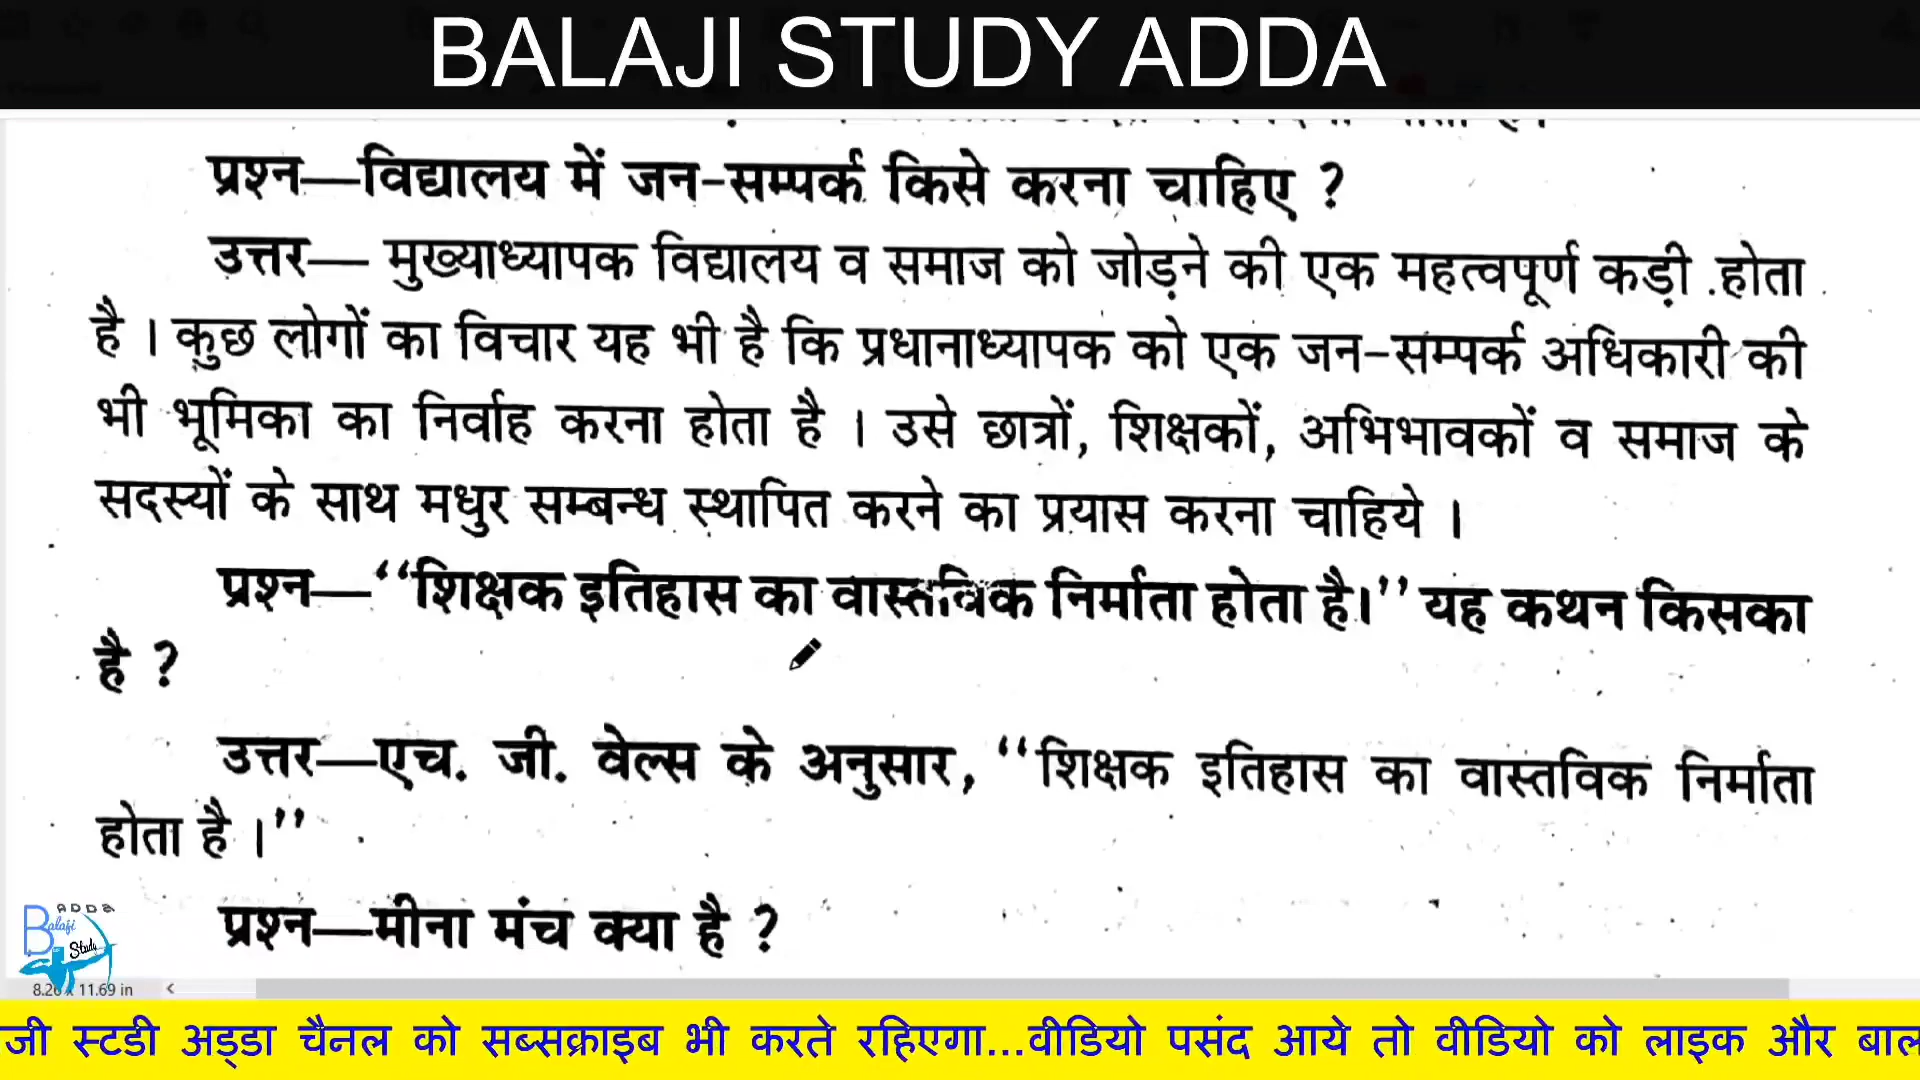 BALAJI STUDY ADDA
प्रश्न—विद्यालय में जन-सम्पर्क किसे करना चाहिए ?
उत्तर— मुख्याध्यापक विद्यालय व समाज को जोड़ने की एक महत्वपूर्ण कड़ी होता
है । कुछ लोगों का विचार यह भी है कि प्रधानाध्यापक को एक जन-सम्पर्क अधिकारी की
भी भूमिका का निर्वाह करना होता है । उसे छात्रों, शिक्षकों, अभिभावकों व समाज के
सदस्यों के साथ मधुर सम्बन्ध स्थापित करने का प्रयास करना चाहिये ।
प्रश्न—‘‘शिक्षक इतिहास का वास्तविक निर्माता होता है।’’ यह कथन किसका
है ?
उत्तर—एच. जी. वेल्स के अनुसार, ‘‘शिक्षक इतिहास का वास्तविक निर्माता
होता है ।’’
प्रश्न—मीना मंच क्या है ?
ADDA
Balaji
Study
8.26 x 11.69 in
जी स्टडी अड्डा चैनल को सब्सक्राइब भी करते रहिएगा...वीडियो पसंद आये तो वीडियो को लाइक और बाल